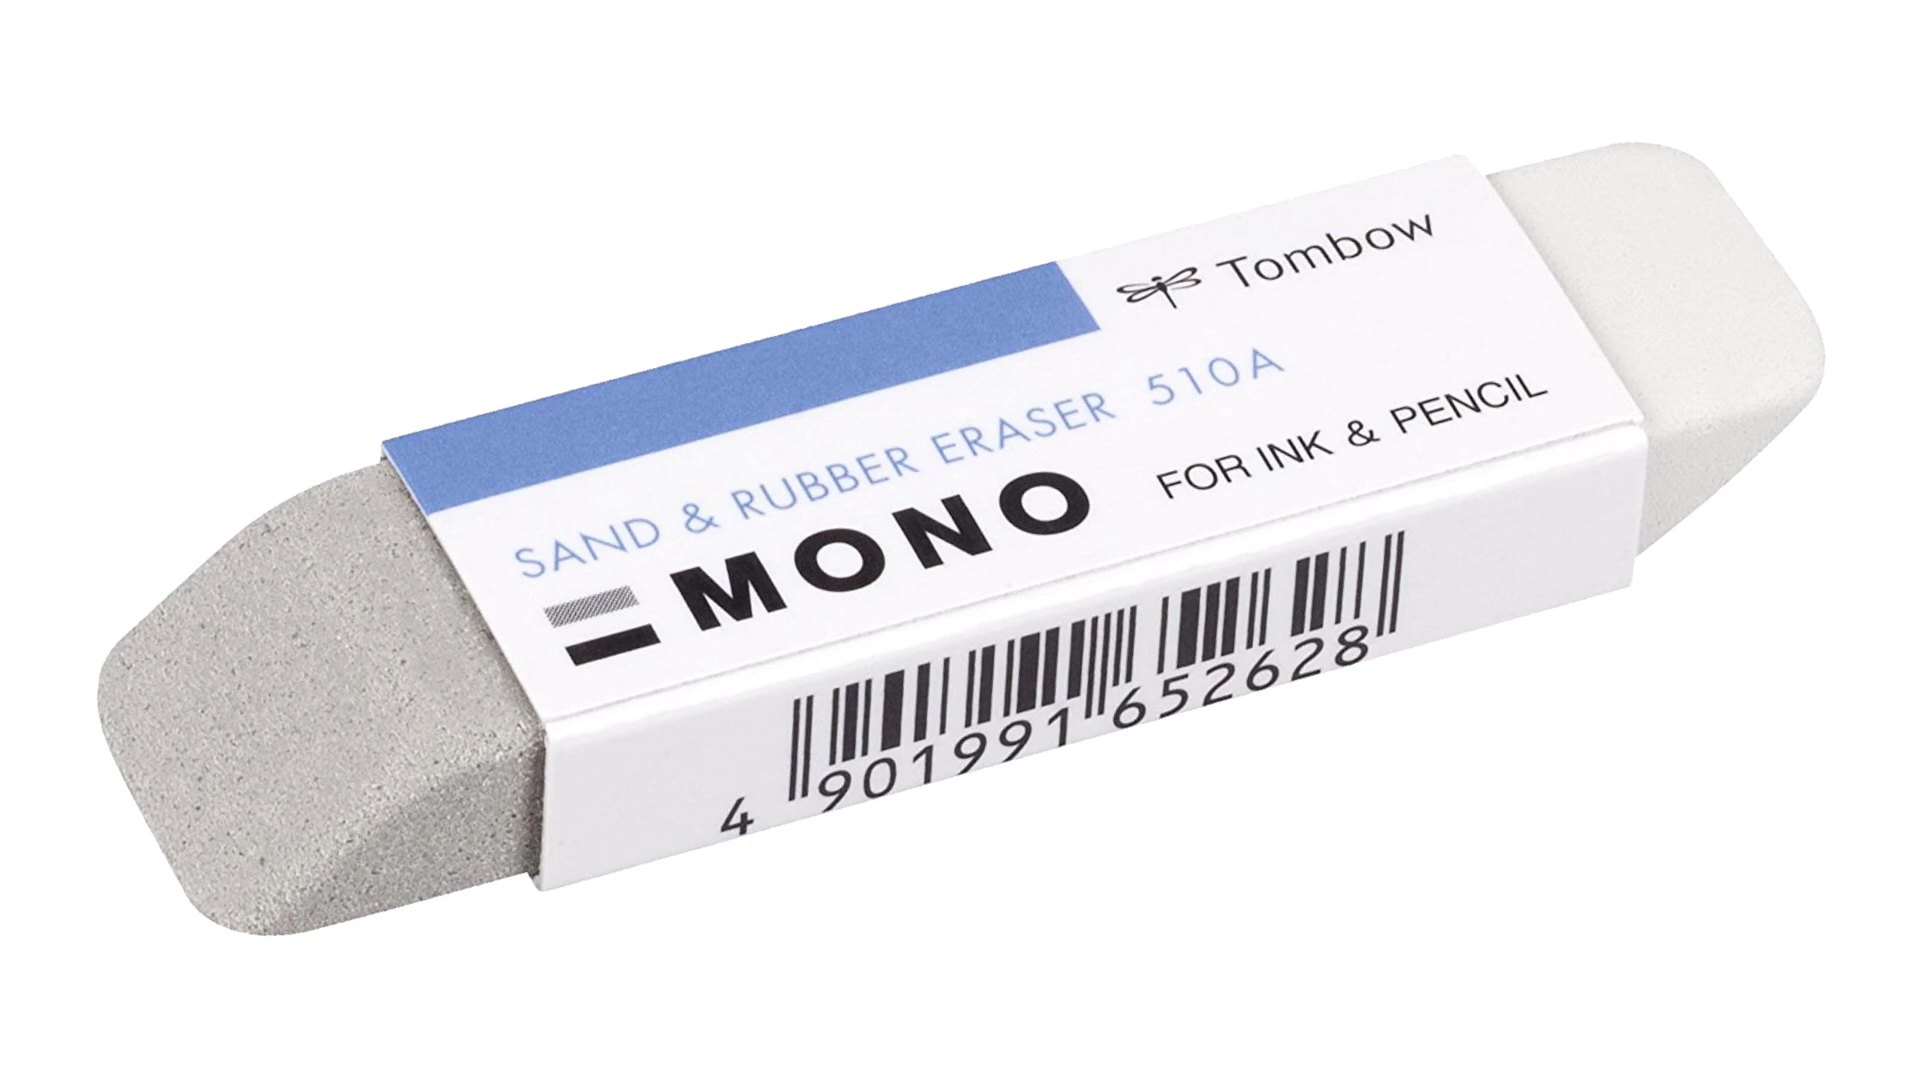 Tombow
SAND & RUBBER ERASER 510A
MONO FOR INK & PENCIL
4 901991 652628